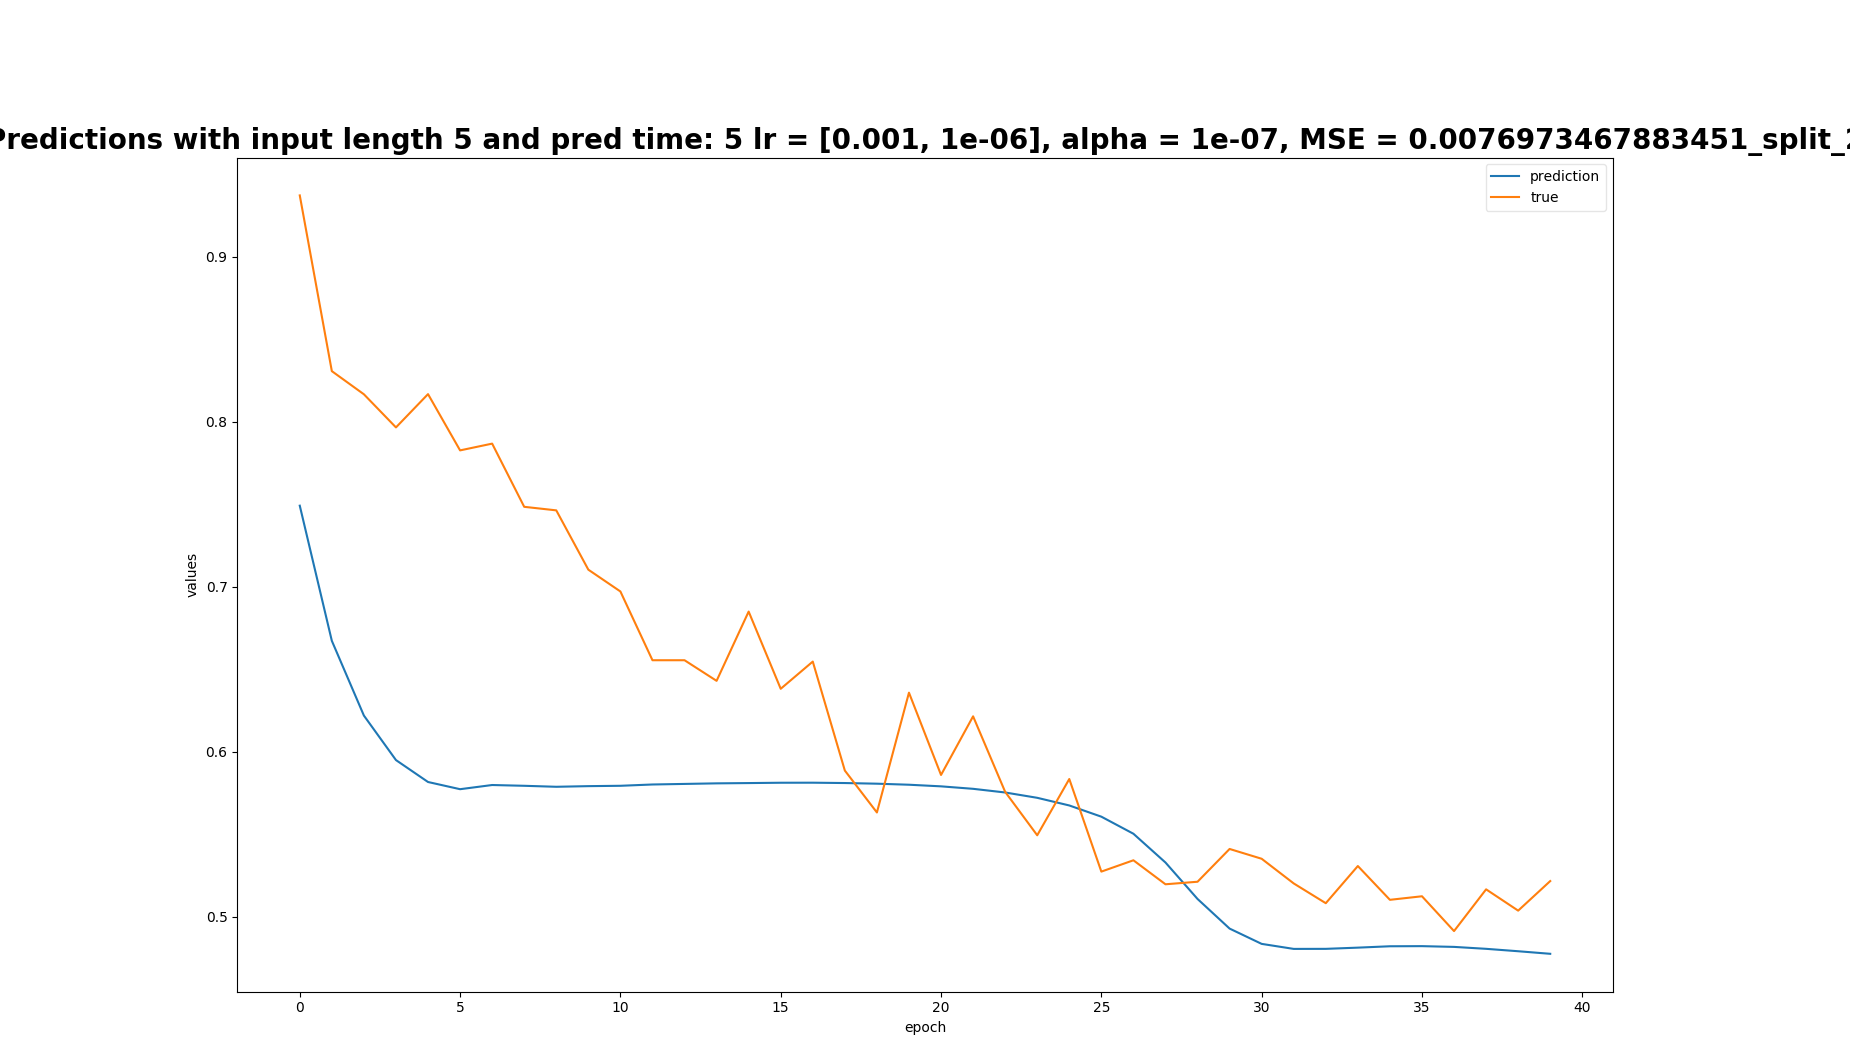 Predictions with input length 5 and pred time: 5 lr = [0.001, 1e-06], alpha = 1e-07, MSE = 0.0076973467883451_split_2
prediction
true
0.9
0.8
0.7
0.6
0.5
values
0 5 10 15 20 25 30 35 40
epoch